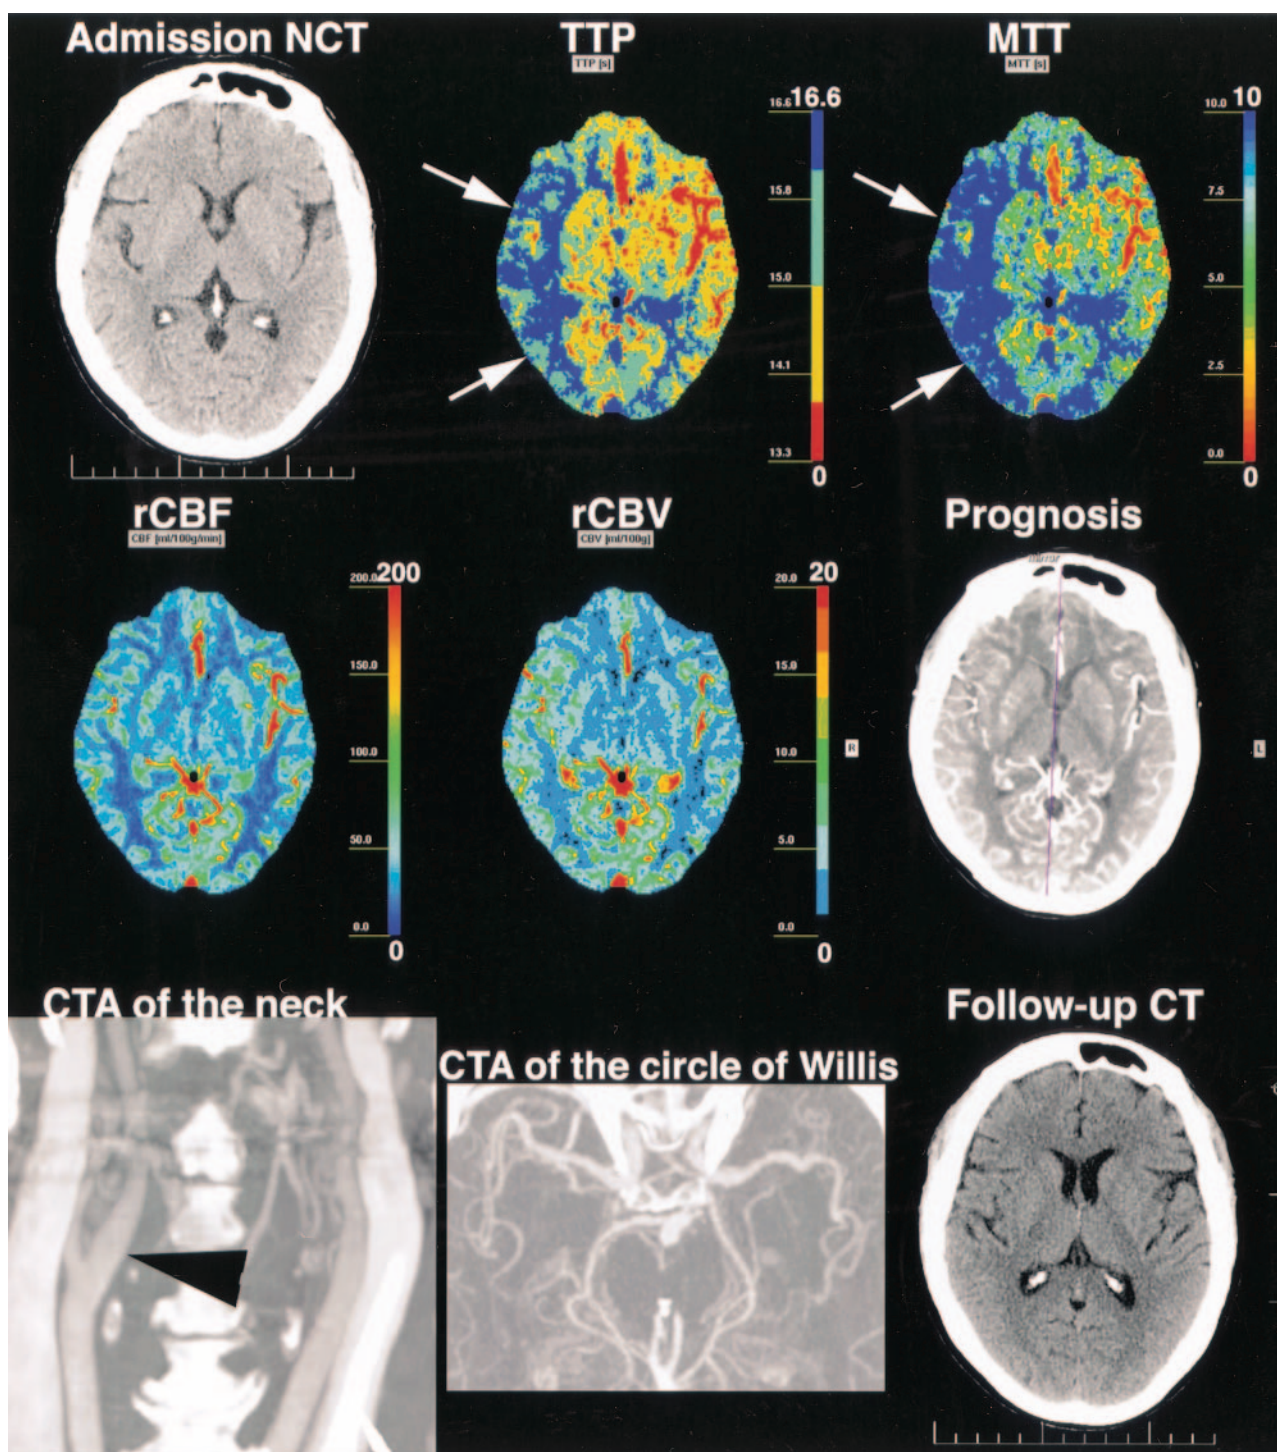 Admission NCT
TTP
MTT
TTP [s]
MTT [s]
16.6
16.6
15.8
15.0
14.1
13.3
0
10.0
10
7.5
5.0
2.5
0.0
0
rCBF
rCBV
Prognosis
CBF [ml/100g/min]
CBV [ml/100g]
mirror
200.0
200
150.0
100.0
50.0
0.0
0
20.0
20
15.0
10.0
5.0
0.0
0
R
L
CTA of the neck
CTA of the circle of Willis
Follow-up CT